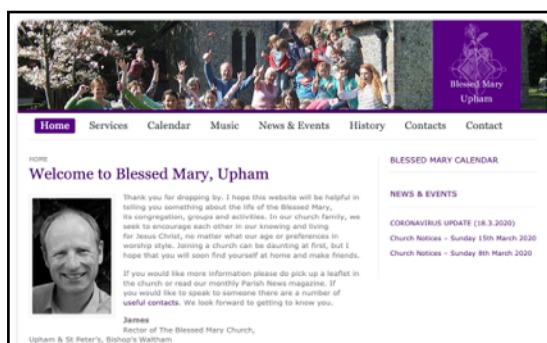 Blessed Mary
Upham
Home Services Calendar Music News & Events History Contacts Contact
HOME
Welcome to Blessed Mary, Upham
Thank you for dropping by. I hope this website will be helpful in
telling you something about the life of the Blessed Mary,
its congregation, groups and activities. In our church family, we
seek to encourage each other in our knowing and living
for Jesus Christ, no matter what our age or preferences in
worship style. Joining a church can be daunting at first, but I
hope that you will soon find yourself at home and make friends.
If you would like more information please do pick up a leaflet in
the church or read our monthly Parish News magazine. If
you would like to speak to someone there are a number of
useful contacts. We look forward to getting to know you.
James
Rector of The Blessed Mary Church,
Upham & St Peter's, Bishop's Waltham
BLESSED MARY CALENDAR
NEWS & EVENTS
CORONAVIRUS UPDATE (18.3.2020)
Church Notices – Sunday 15th March 2020
Church Notices – Sunday 8th March 2020